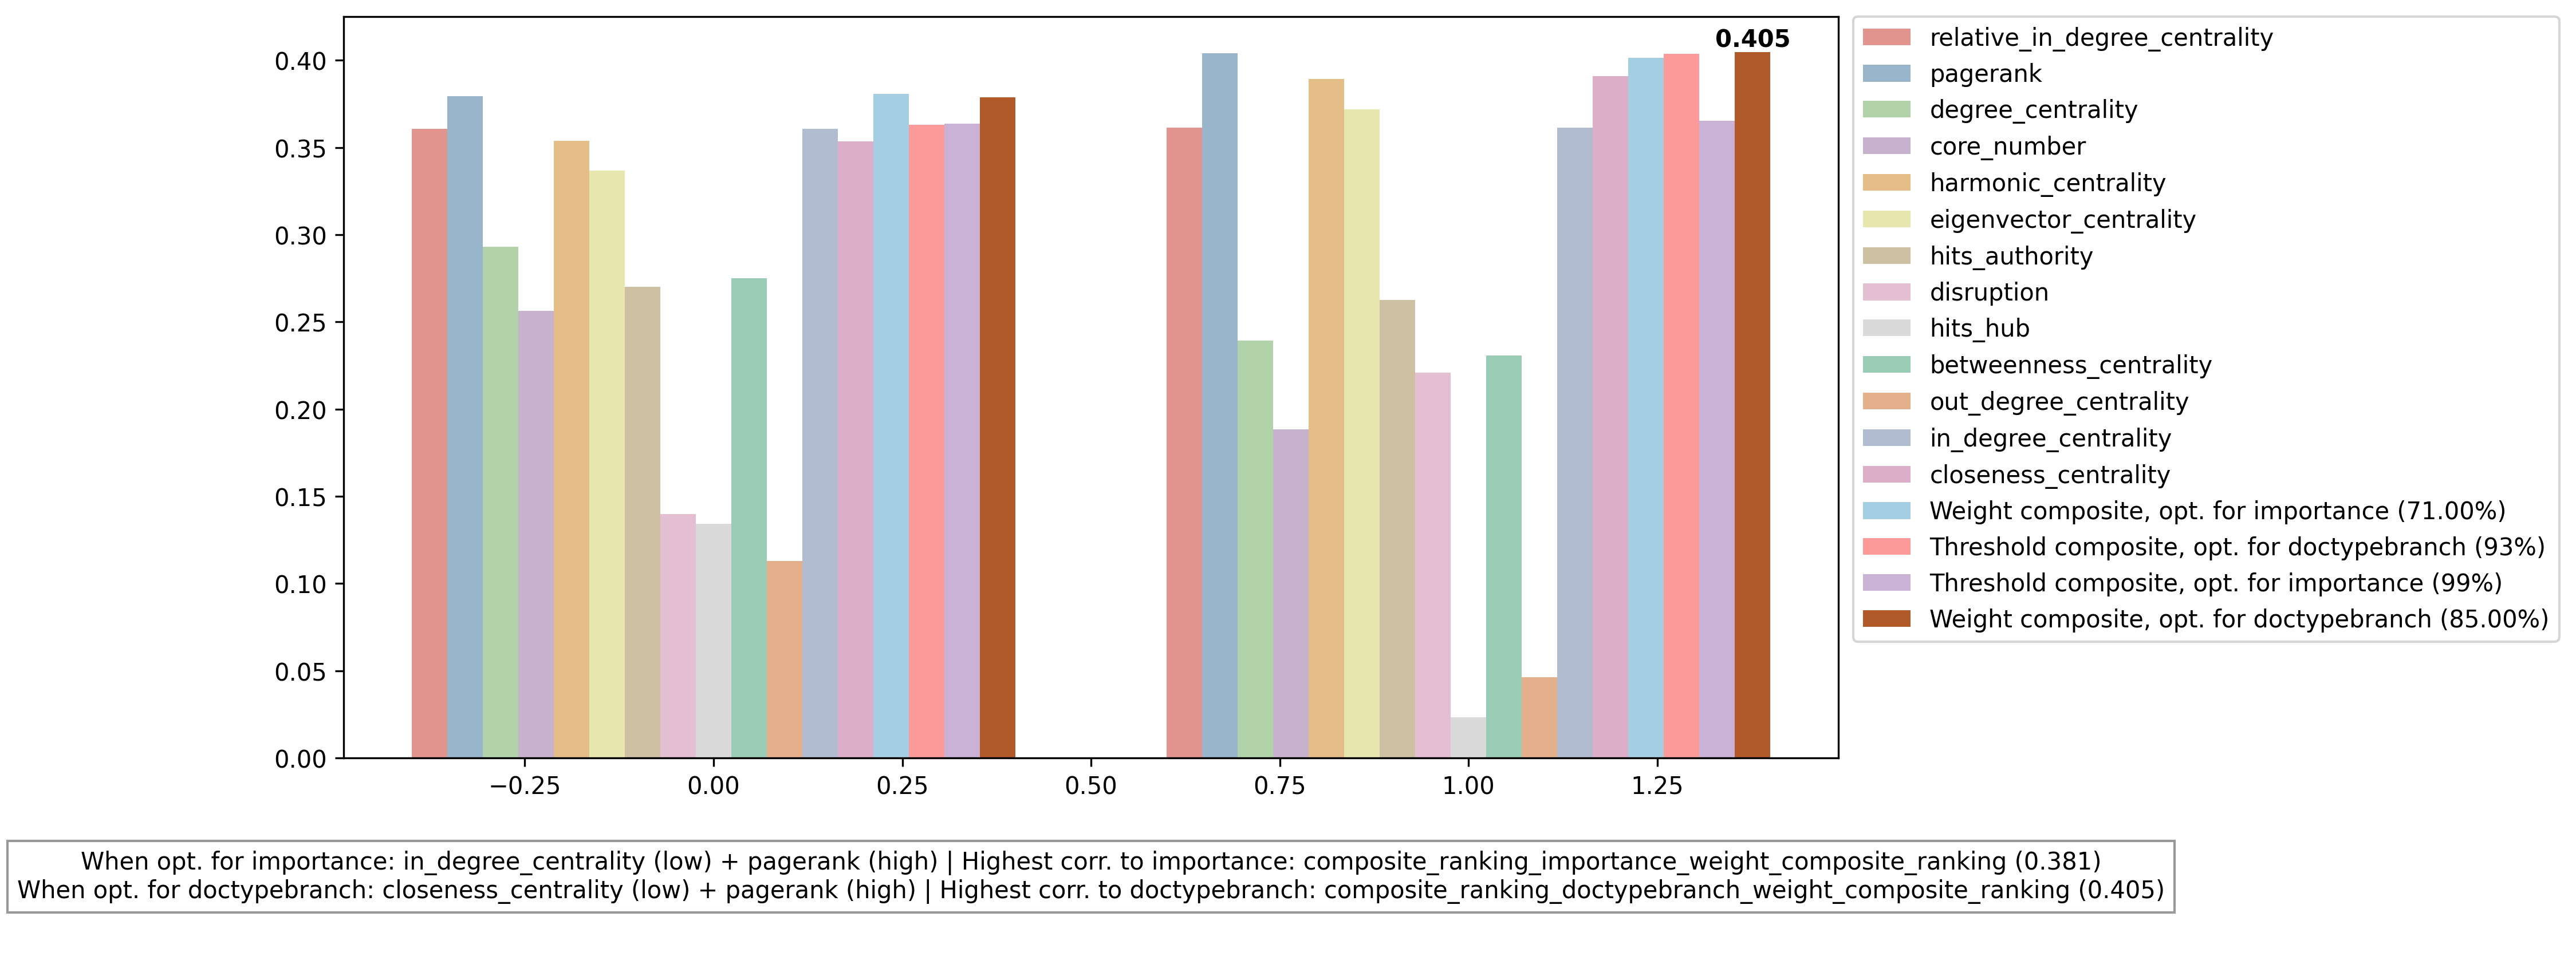 0.405
0.40
0.35
0.30
0.25
0.20
0.15
0.10
0.05
0.00
−0.25 0.00 0.25 0.50 0.75 1.00 1.25
relative_in_degree_centrality
pagerank
degree_centrality
core_number
harmonic_centrality
eigenvector_centrality
hits_authority
disruption
hits_hub
betweenness_centrality
out_degree_centrality
in_degree_centrality
closeness_centrality
Weight composite, opt. for importance (71.00%)
Threshold composite, opt. for doctypebranch (93%)
Threshold composite, opt. for importance (99%)
Weight composite, opt. for doctypebranch (85.00%)
When opt. for importance: in_degree_centrality (low) + pagerank (high) | Highest corr. to importance: composite_ranking_importance_weight_composite_ranking (0.381)
When opt. for doctypebranch: closeness_centrality (low) + pagerank (high) | Highest corr. to doctypebranch: composite_ranking_doctypebranch_weight_composite_ranking (0.405)